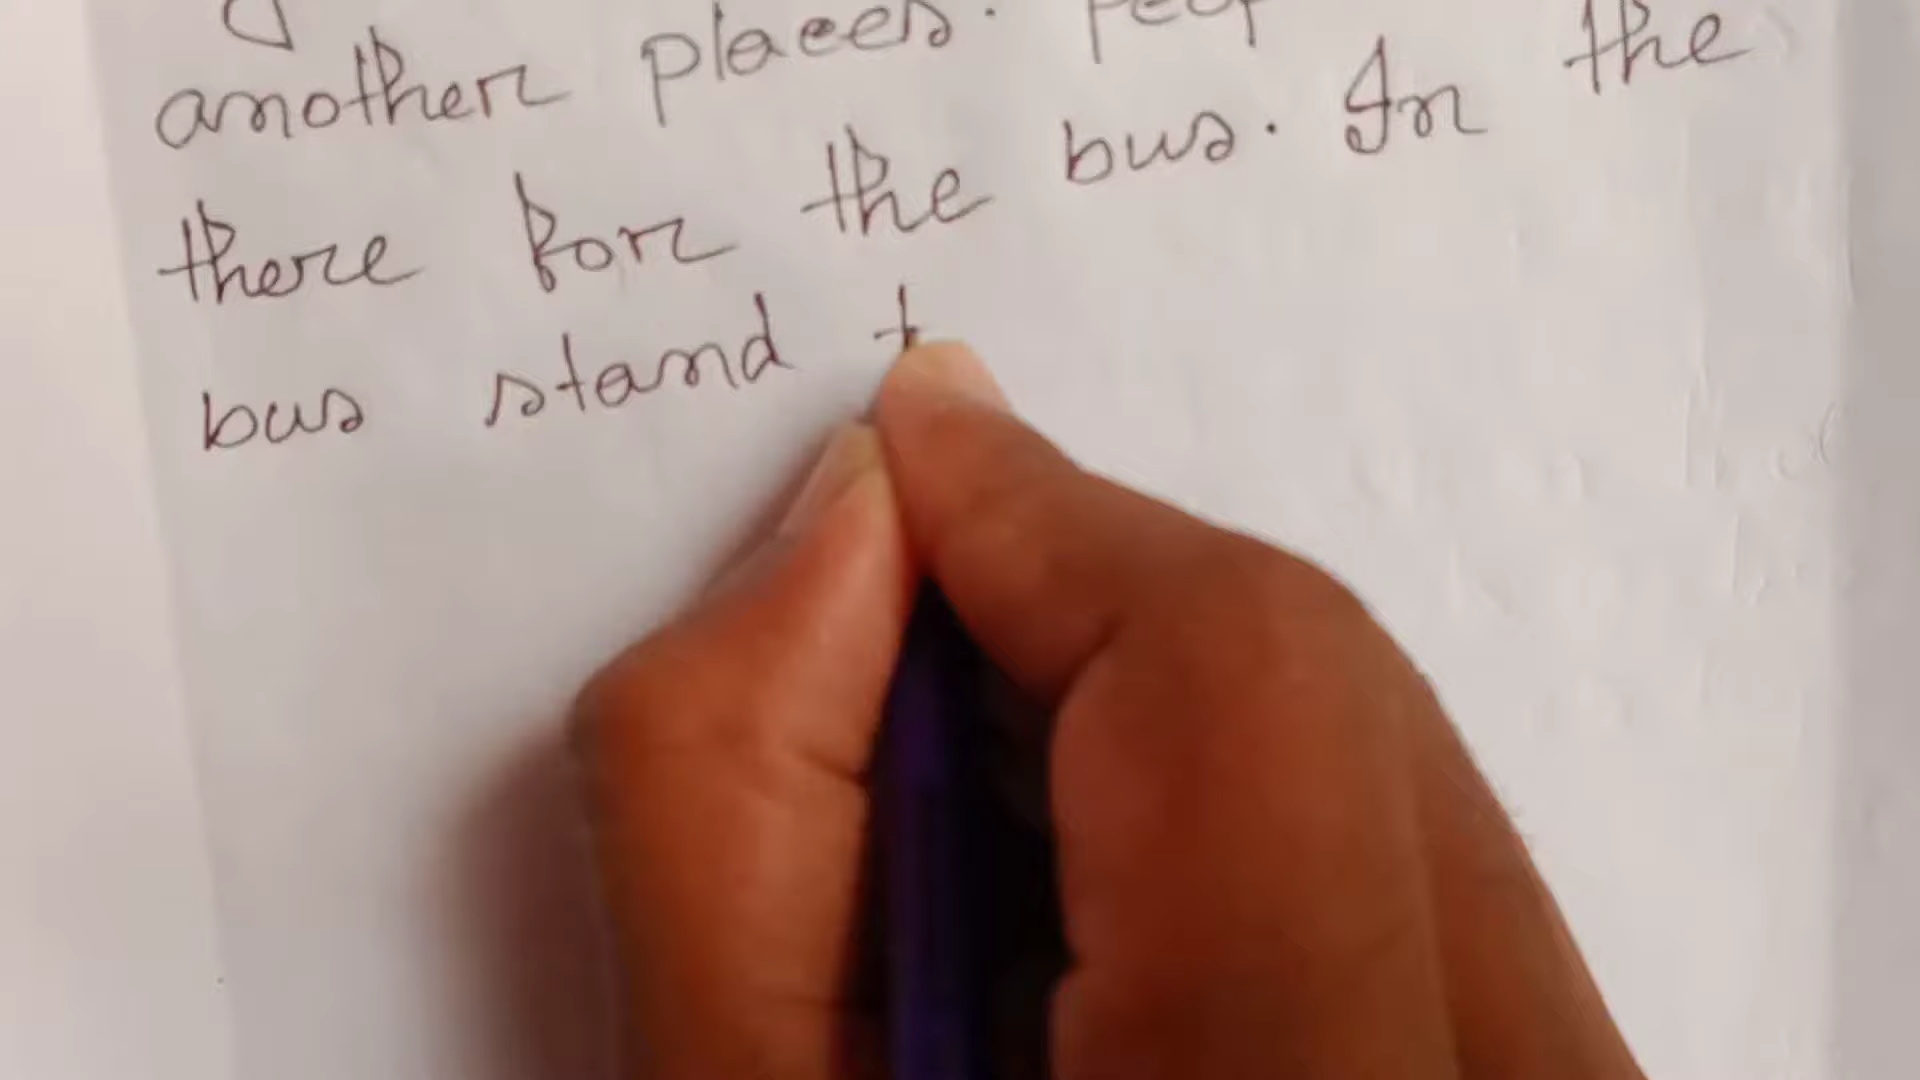 another places.
there for the bus. In the
bus stand t